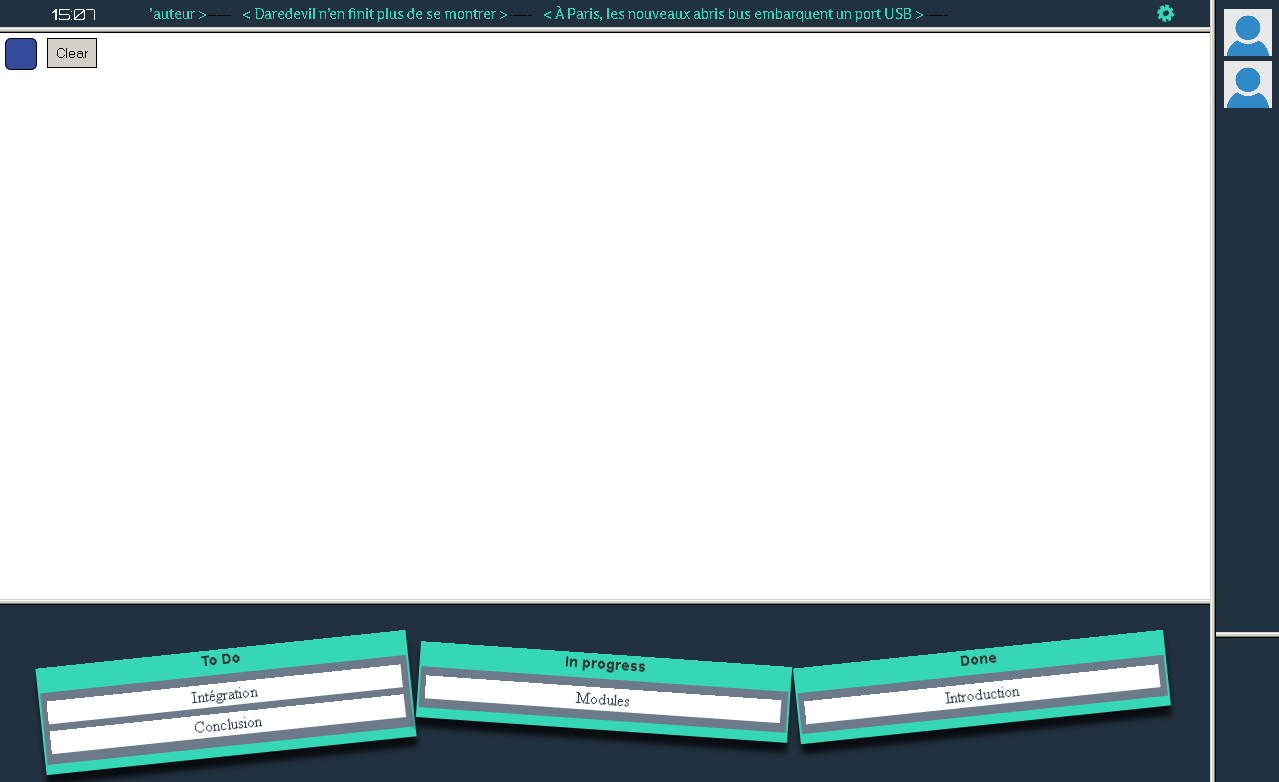 15:07 'auteur >----- < Daredevil n'en finit plus de se montrer >----- < À Paris, les nouveaux abris bus embarquent un port USB >-----
Clear
To Do
Intégration
Conclusion
In progress
Modules
Done
Introduction